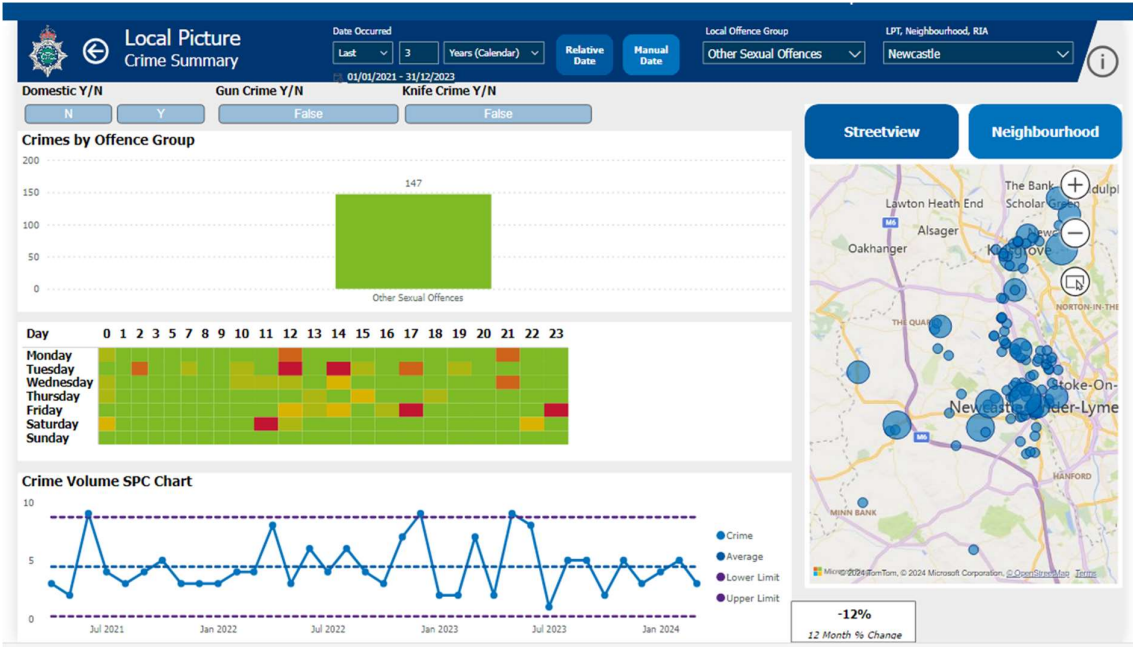 Local Picture
Crime Summary
Date Occurred
Last 3 Years (Calendar)
01/01/2021 - 31/12/2023
Relative Date
Manual Date
Local Offence Group
Other Sexual Offences
LPT, Neighbourhood, RIA
Newcastle
i
Domestic Y/N
N Y
Gun Crime Y/N
False
Knife Crime Y/N
False
Crimes by Offence Group
200
150
100
50
0
147
Other Sexual Offences
Day 0 1 2 3 5 7 8 9 10 11 12 13 14 15 16 17 18 19 20 21 22 23
Monday
Tuesday
Wednesday
Thursday
Friday
Saturday
Sunday
Crime Volume SPC Chart
10
5
0
Jul 2021 Jan 2022 Jul 2022 Jan 2023 Jul 2023 Jan 2024
Crime
Average
Lower Limit
Upper Limit
Streetview
Neighbourhood
The Bank
Lawton Heath End
Scholar Green
M6
Alsager
Oakhanger
NORTON-IN-THE
Stoke-On-
M6
HANFORD
MINN BANK
© 2024 TomTom, © 2024 Microsoft Corporation, © OpenStreetMap Terms
-12%
12 Month % Change